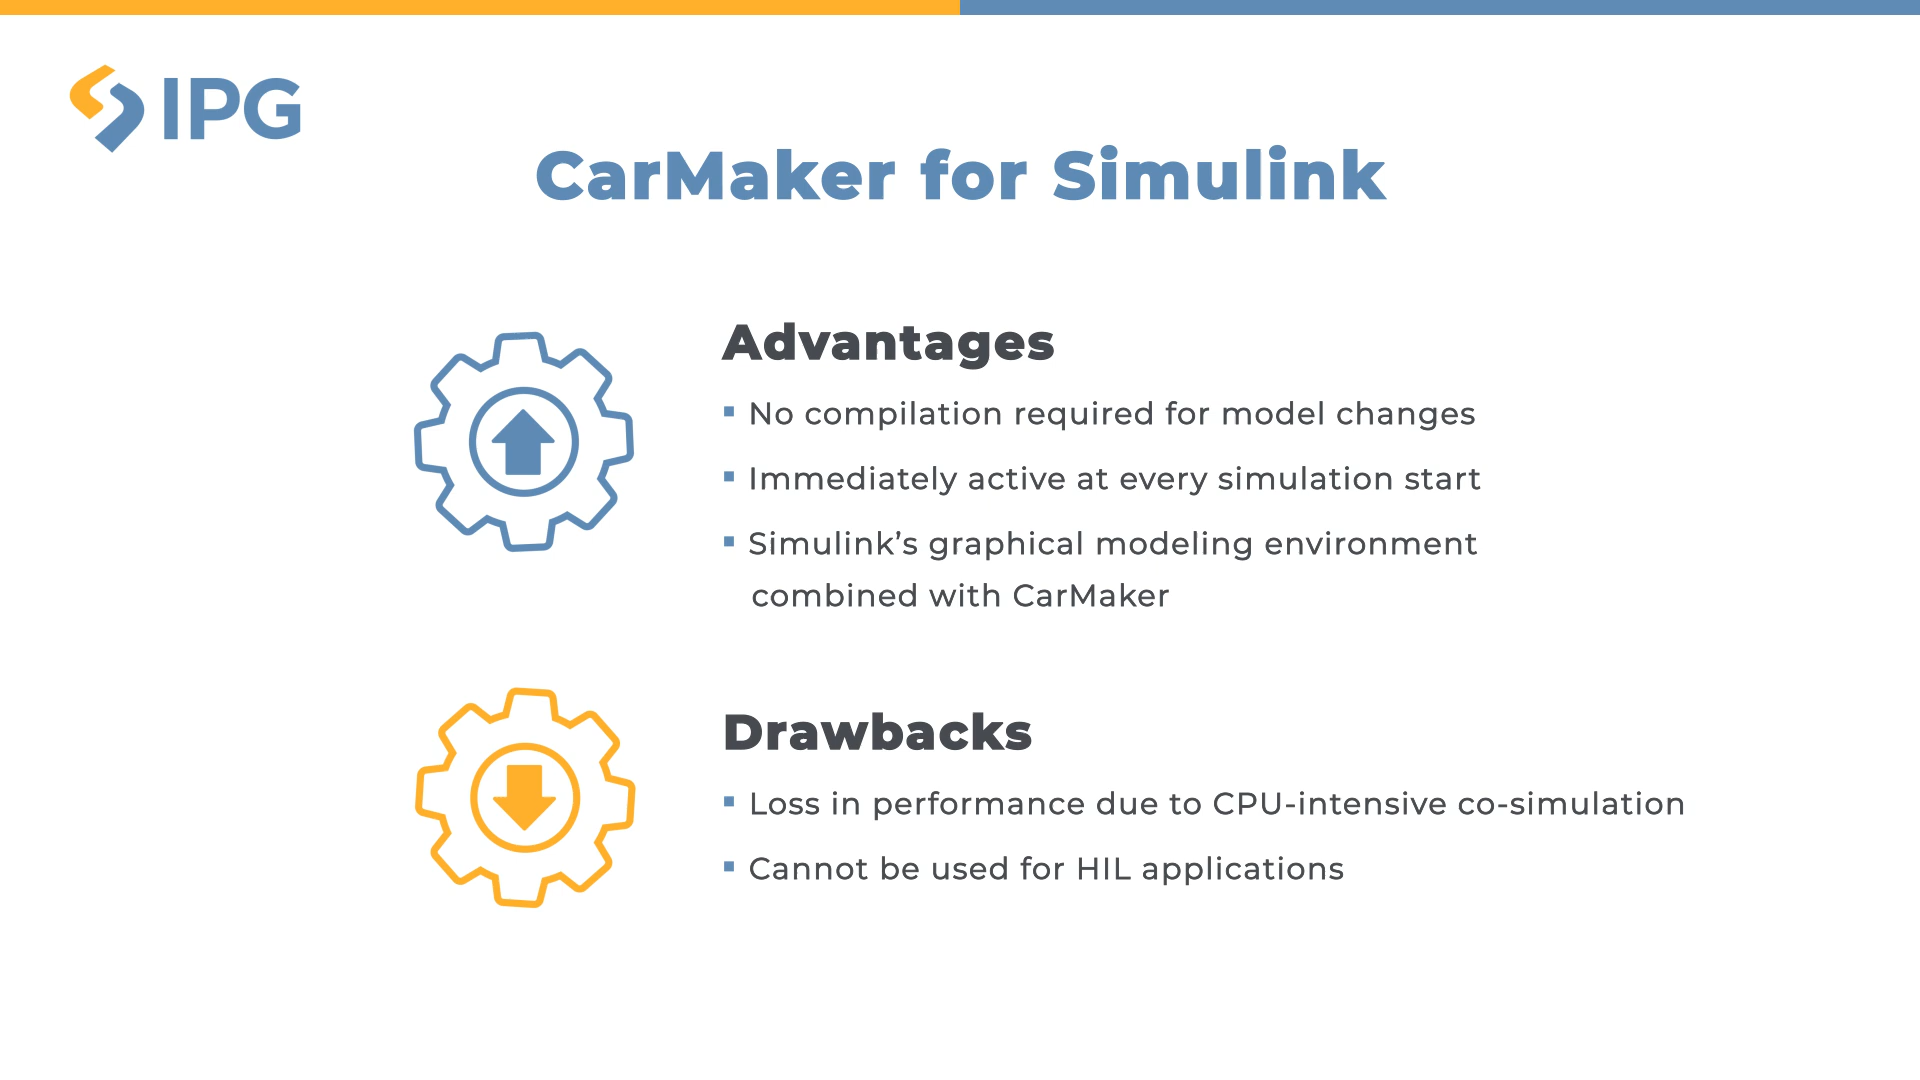 IPG
CarMaker for Simulink
Advantages
▪ No compilation required for model changes
▪ Immediately active at every simulation start
▪ Simulink’s graphical modeling environment
combined with CarMaker
Drawbacks
▪ Loss in performance due to CPU-intensive co-simulation
▪ Cannot be used for HIL applications